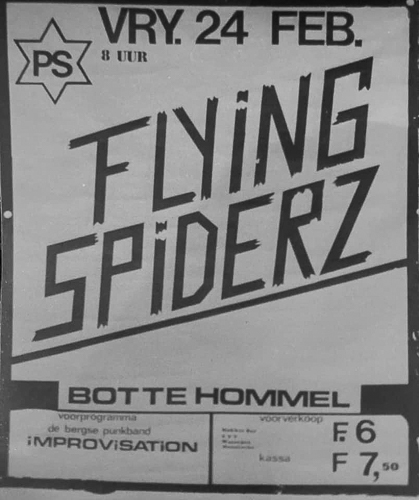 VRY. 24 FEB.
PS
8 UUR
FLYiNG
SPiDERZ
BOTTE HOMMEL
voorprogramma
de bergse punkband
iMPROViSATiON
voorverkoop
F. 6
kassa
F 7,50